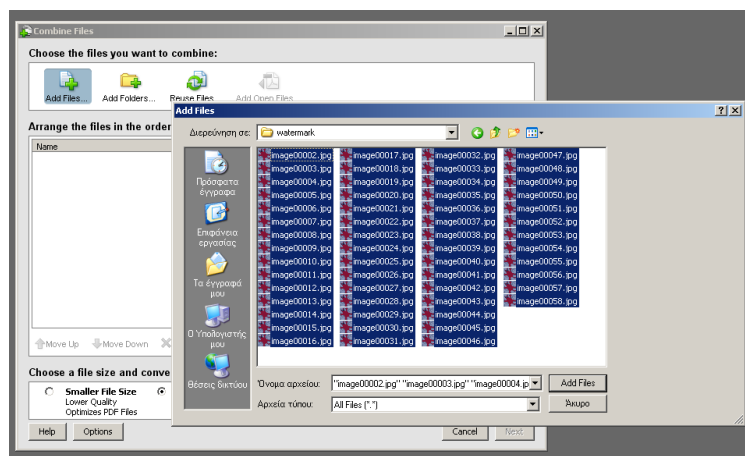 Combine Files
Choose the files you want to combine:
Add Files... Add Folders... Reuse Files Add Open Files
Arrange the files in the order
Name
Move Up Move Down
Choose a file size and conve
Smaller File Size
Lower Quality
Optimizes PDF Files
Help Options Cancel Next
Add Files
Διερεύνηση σε: watermark
Πρόσφατα
έγγραφα
Επιφάνεια
εργασίας
Τα έγγραφά
μου
Ο Υπολογιστής
μου
Θέσεις δικτύου
image00002.jpg image00017.jpg image00032.jpg image00047.jpg
image00003.jpg image00018.jpg image00033.jpg image00048.jpg
image00004.jpg image00019.jpg image00034.jpg image00049.jpg
image00005.jpg image00020.jpg image00035.jpg image00050.jpg
image00006.jpg image00021.jpg image00036.jpg image00051.jpg
image00007.jpg image00022.jpg image00037.jpg image00052.jpg
image00008.jpg image00023.jpg image00038.jpg image00053.jpg
image00009.jpg image00024.jpg image00039.jpg image00054.jpg
image00010.jpg image00025.jpg image00040.jpg image00055.jpg
image00011.jpg image00026.jpg image00041.jpg image00056.jpg
image00012.jpg image00027.jpg image00042.jpg image00057.jpg
image00013.jpg image00028.jpg image00043.jpg image00058.jpg
image00014.jpg image00029.jpg image00044.jpg
image00015.jpg image00030.jpg image00045.jpg
image00016.jpg image00031.jpg image00046.jpg
Όνομα αρχείου: "image00002.jpg" "image00003.jpg" "image00004.jp Add Files
Αρχεία τύπου: All Files (*.*) Άκυρο